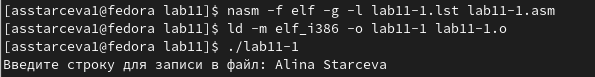 [asstarceva1@fedora lab11]$ nasm -f elf -g -l lab11-1.lst lab11-1.asm
[asstarceva1@fedora lab11]$ ld -m elf_i386 -o lab11-1 lab11-1.o
[asstarceva1@fedora lab11]$ ./lab11-1
Введите строку для записи в файл: Alina Starceva